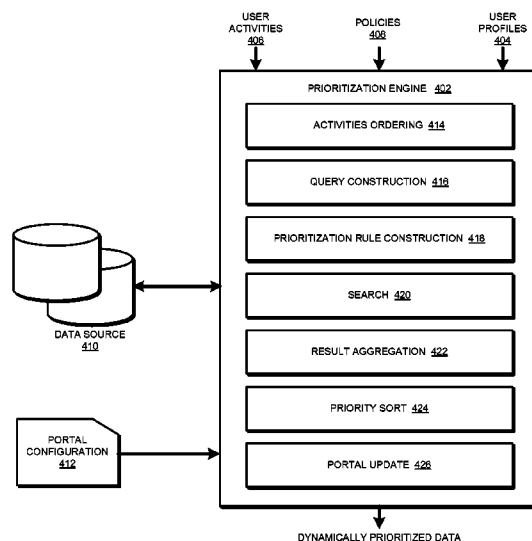 USER
ACTIVITIES
406
POLICIES
408
USER
PROFILES
404
PRIORITIZATION ENGINE 402
ACTIVITIES ORDERING 414
QUERY CONSTRUCTION 416
PRIORITIZATION RULE CONSTRUCTION 418
SEARCH 420
RESULT AGGREGATION 422
PRIORITY SORT 424
PORTAL UPDATE 426
DATA SOURCE
410
PORTAL
CONFIGURATION
412
DYNAMICALLY PRIORITIZED DATA